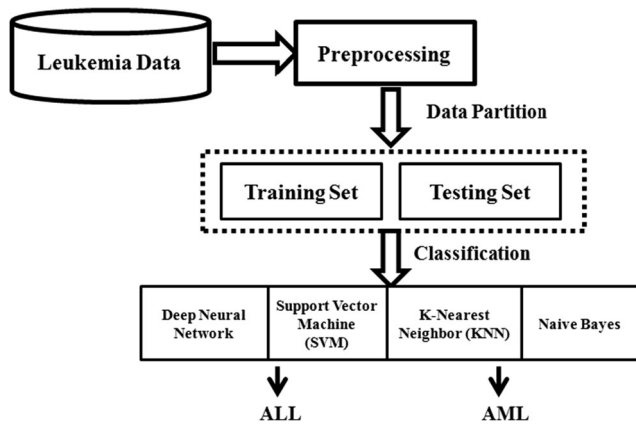 Leukemia Data
Preprocessing
Data Partition
Training Set
Testing Set
Classification
Deep Neural
Network
Support Vector
Machine
(SVM)
K-Nearest
Neighbor (KNN)
Naive Bayes
ALL
AML